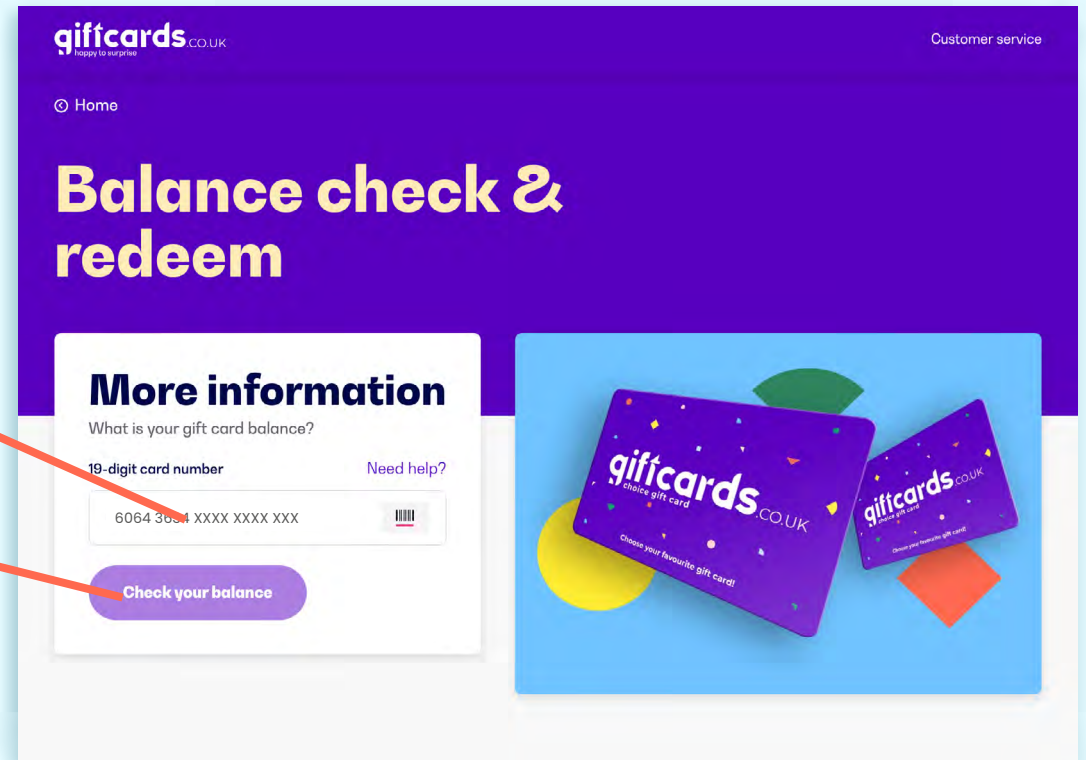 giftcards.CO.UK
happy to surprise
Customer service
Home
Balance check &
redeem
More information
What is your gift card balance?
19-digit card number Need help?
6064 3634 XXXX XXXX XXX
Check your balance
giftcards.CO.UK
choice gift card
Choose your favourite gift card!
giftcards.CO.UK
choice gift card
Choose your favourite gift card!